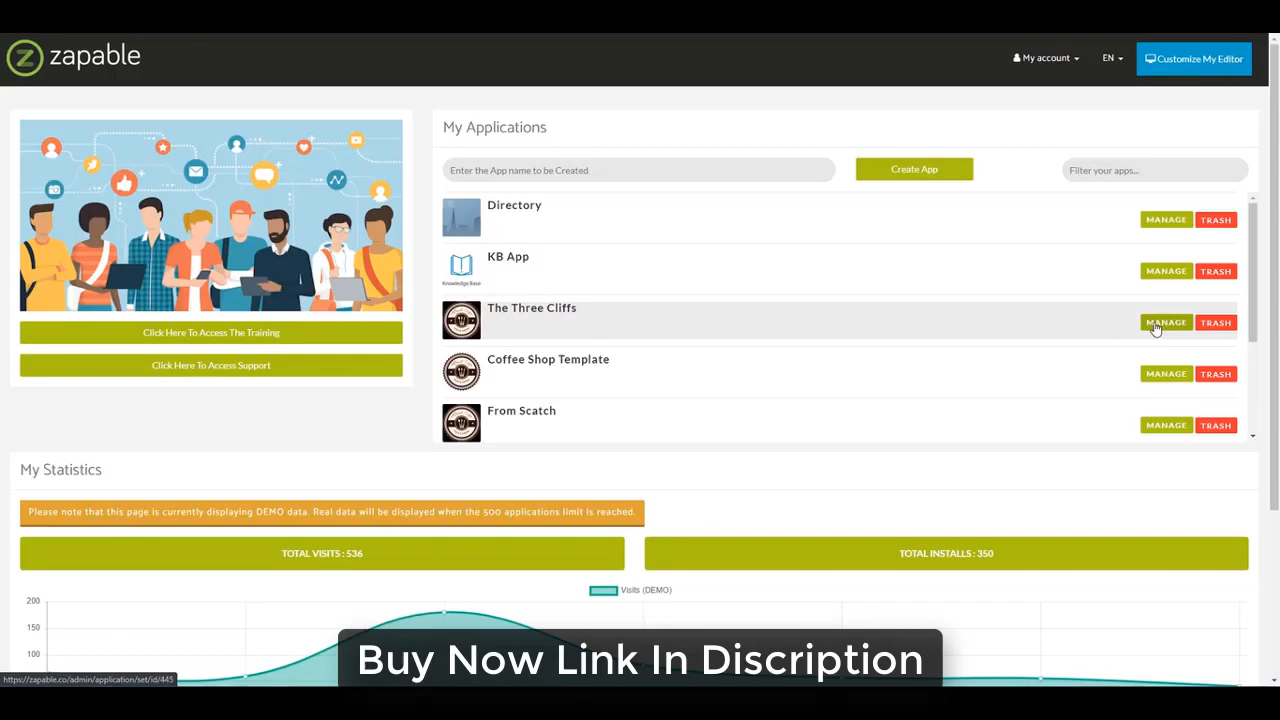 zapable
My account
EN
Customize My Editor
My Applications
Enter the App name to be Created
Create App
Filter your apps...
Directory
MANAGE
TRASH
KB App
Knowledge Base
MANAGE
TRASH
The Three Cliffs
MANAGE
TRASH
Coffee Shop Template
MANAGE
TRASH
From Scatch
MANAGE
TRASH
Click Here To Access The Training
Click Here To Access Support
My Statistics
Please note that this page is currently displaying DEMO data. Real data will be displayed when the 500 applications limit is reached.
TOTAL VISITS : 536
TOTAL INSTALLS : 350
Visits (DEMO)
200
150
100
Buy Now Link In Discription
https://zapable.co/admin/application/set/id/445